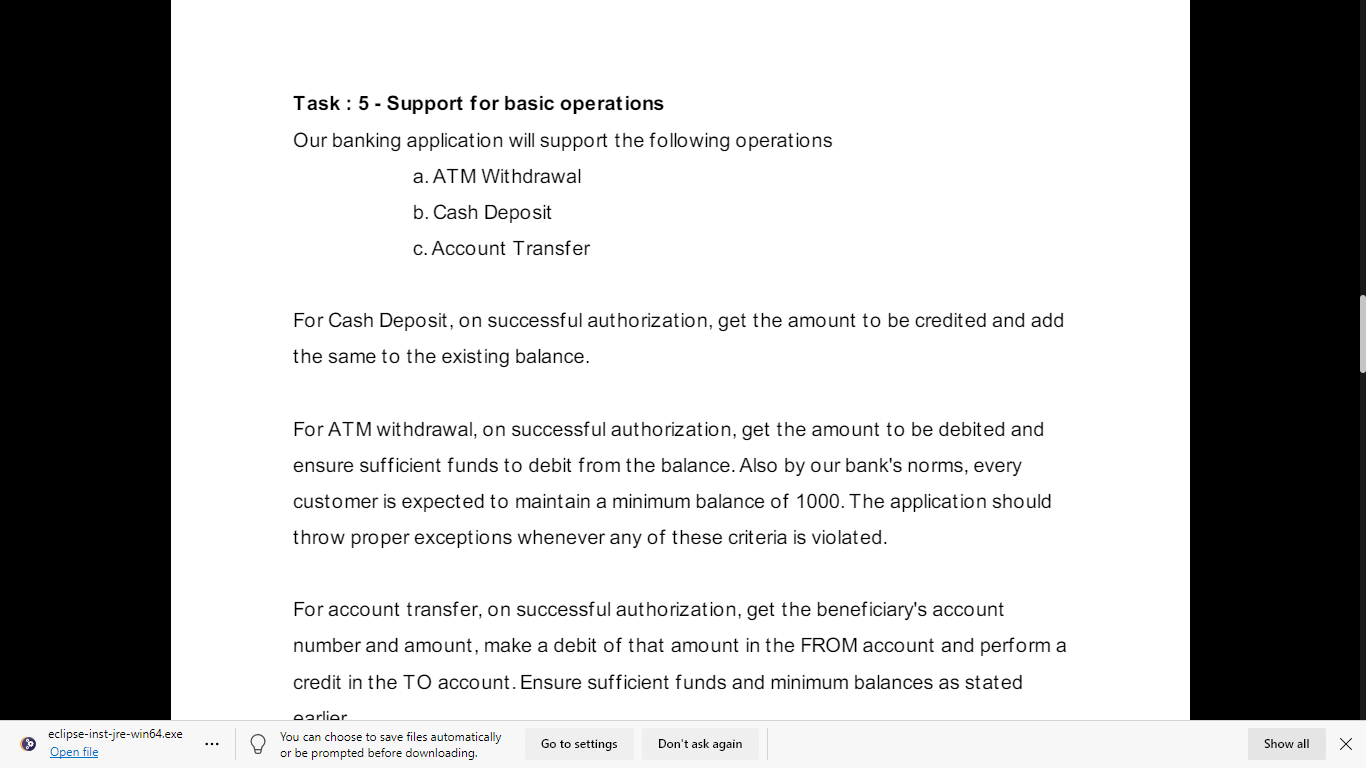 Task : 5 - Support for basic operations
Our banking application will support the following operations
a. ATM Withdrawal
b. Cash Deposit
c. Account Transfer
For Cash Deposit, on successful authorization, get the amount to be credited and add
the same to the existing balance.
For ATM withdrawal, on successful authorization, get the amount to be debited and
ensure sufficient funds to debit from the balance. Also by our bank's norms, every
customer is expected to maintain a minimum balance of 1000. The application should
throw proper exceptions whenever any of these criteria is violated.
For account transfer, on successful authorization, get the beneficiary's account
number and amount, make a debit of that amount in the FROM account and perform a
credit in the TO account. Ensure sufficient funds and minimum balances as stated
earlier
eclipse-inst-jre-win64.exe
Open file
You can choose to save files automatically
or be prompted before downloading.
Go to settings
Don't ask again
Show all